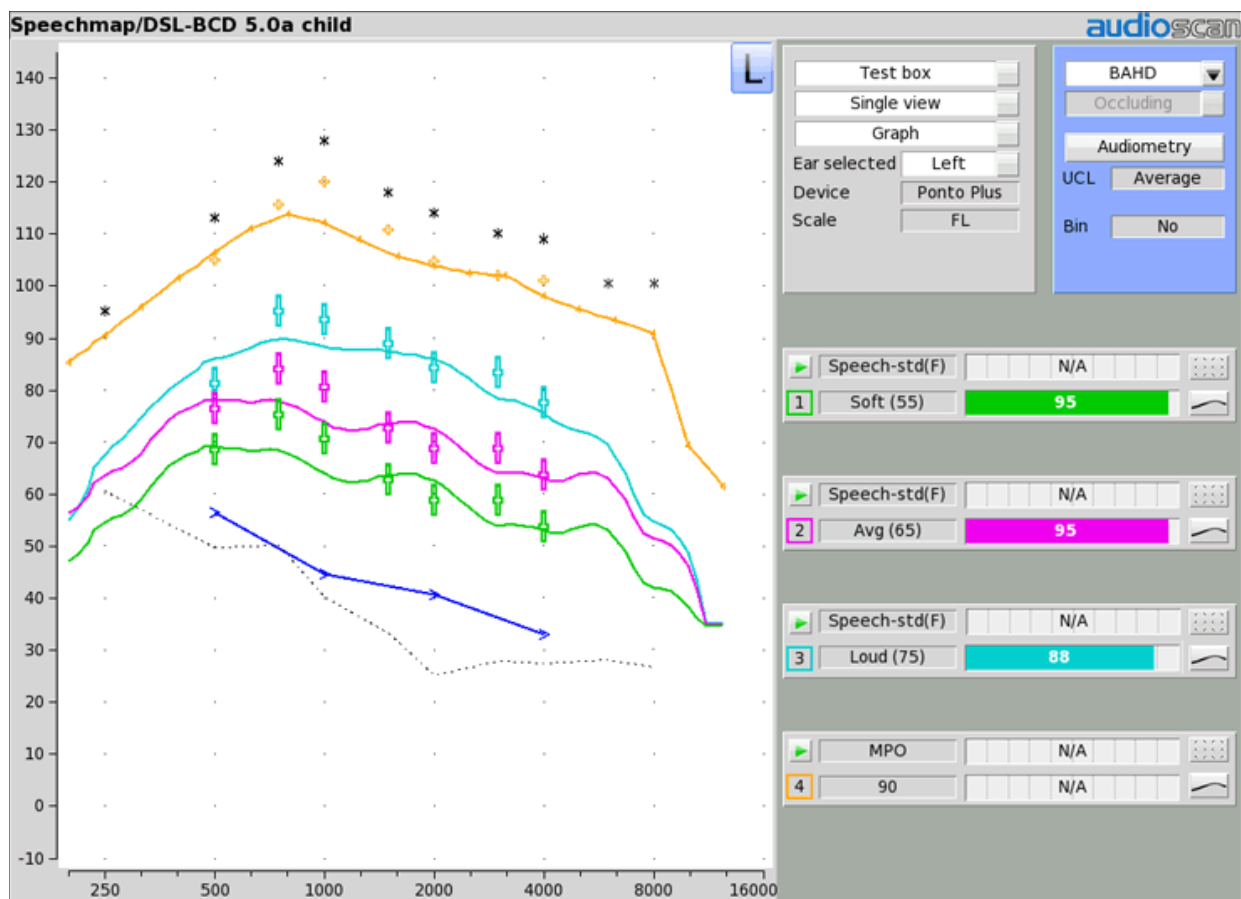 Speechmap/DSL-BCD 5.0a child
audioscan
L
140
130
120
110
100
90
80
70
60
50
40
30
20
10
0
-10
250 500 1000 2000 4000 8000 16000
Test box
Single view
Graph
Ear selected Left
Device Ponto Plus
Scale FL
BAHD
Occluding
Audiometry
UCL Average
Bin No
Speech-std(F) N/A
1 Soft (55) 95
Speech-std(F) N/A
2 Avg (65) 95
Speech-std(F) N/A
3 Loud (75) 88
MPO N/A
4 90 N/A